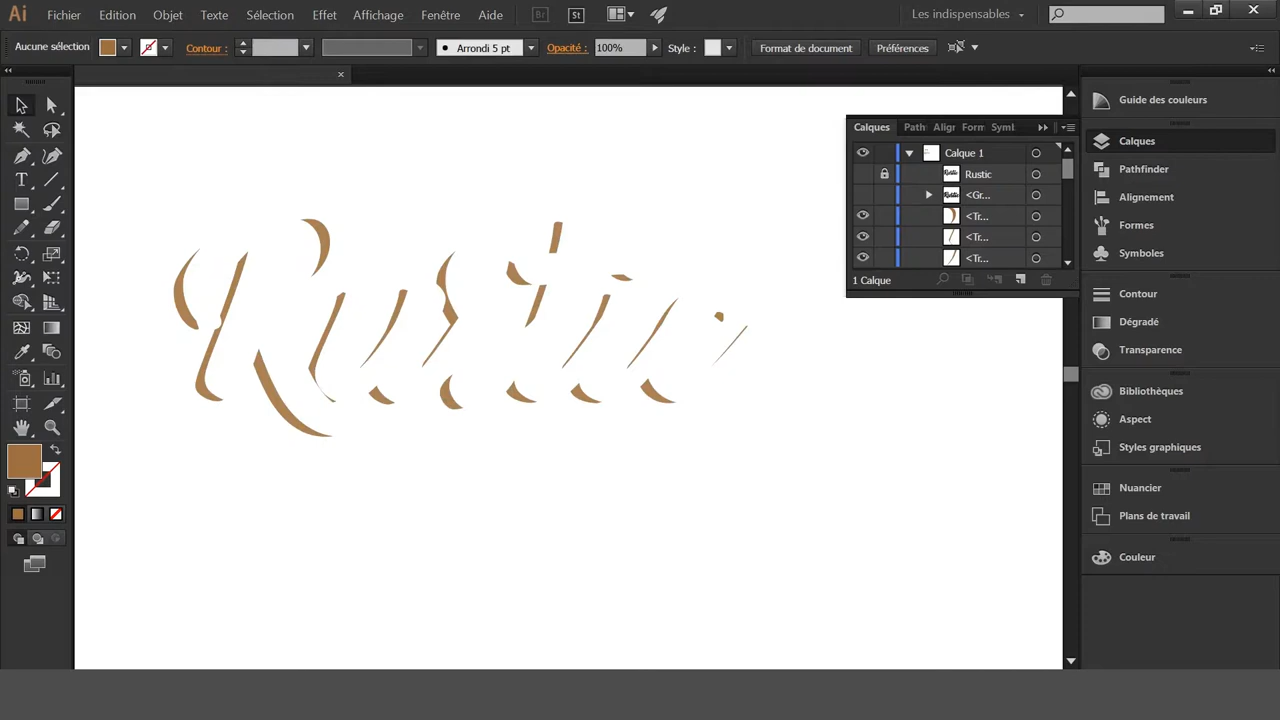 Ai Fichier Edition Objet Texte Sélection Effet Affichage Fenêtre Aide Br St Les indispensables
Aucune sélection Contour : Arrondi 5 pt Opacité : 100% Style : Format de document Préférences
Guide des couleurs
Calques
Pathfinder
Alignement
Formes
Symboles
Contour
Dégradé
Transparence
Bibliothèques
Aspect
Styles graphiques
Nuancier
Plans de travail
Couleur
Calques Path Align Form Symb
Calque 1
Rustic
<Gr...
<Tr...
<Tr...
<Tr...
1 Calque